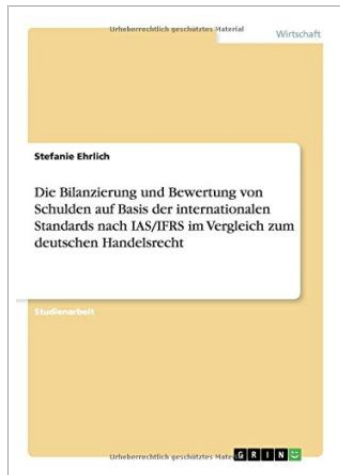 Urheberrechtlich geschütztes Material
Wirtschaft
Stefanie Ehrlich
Die Bilanzierung und Bewertung von
Schulden auf Basis der internationalen
Standards nach IAS/IFRS im Vergleich zum
deutschen Handelsrecht
Studienarbeit
Urheberrechtlich geschütztes Mater
GRIN